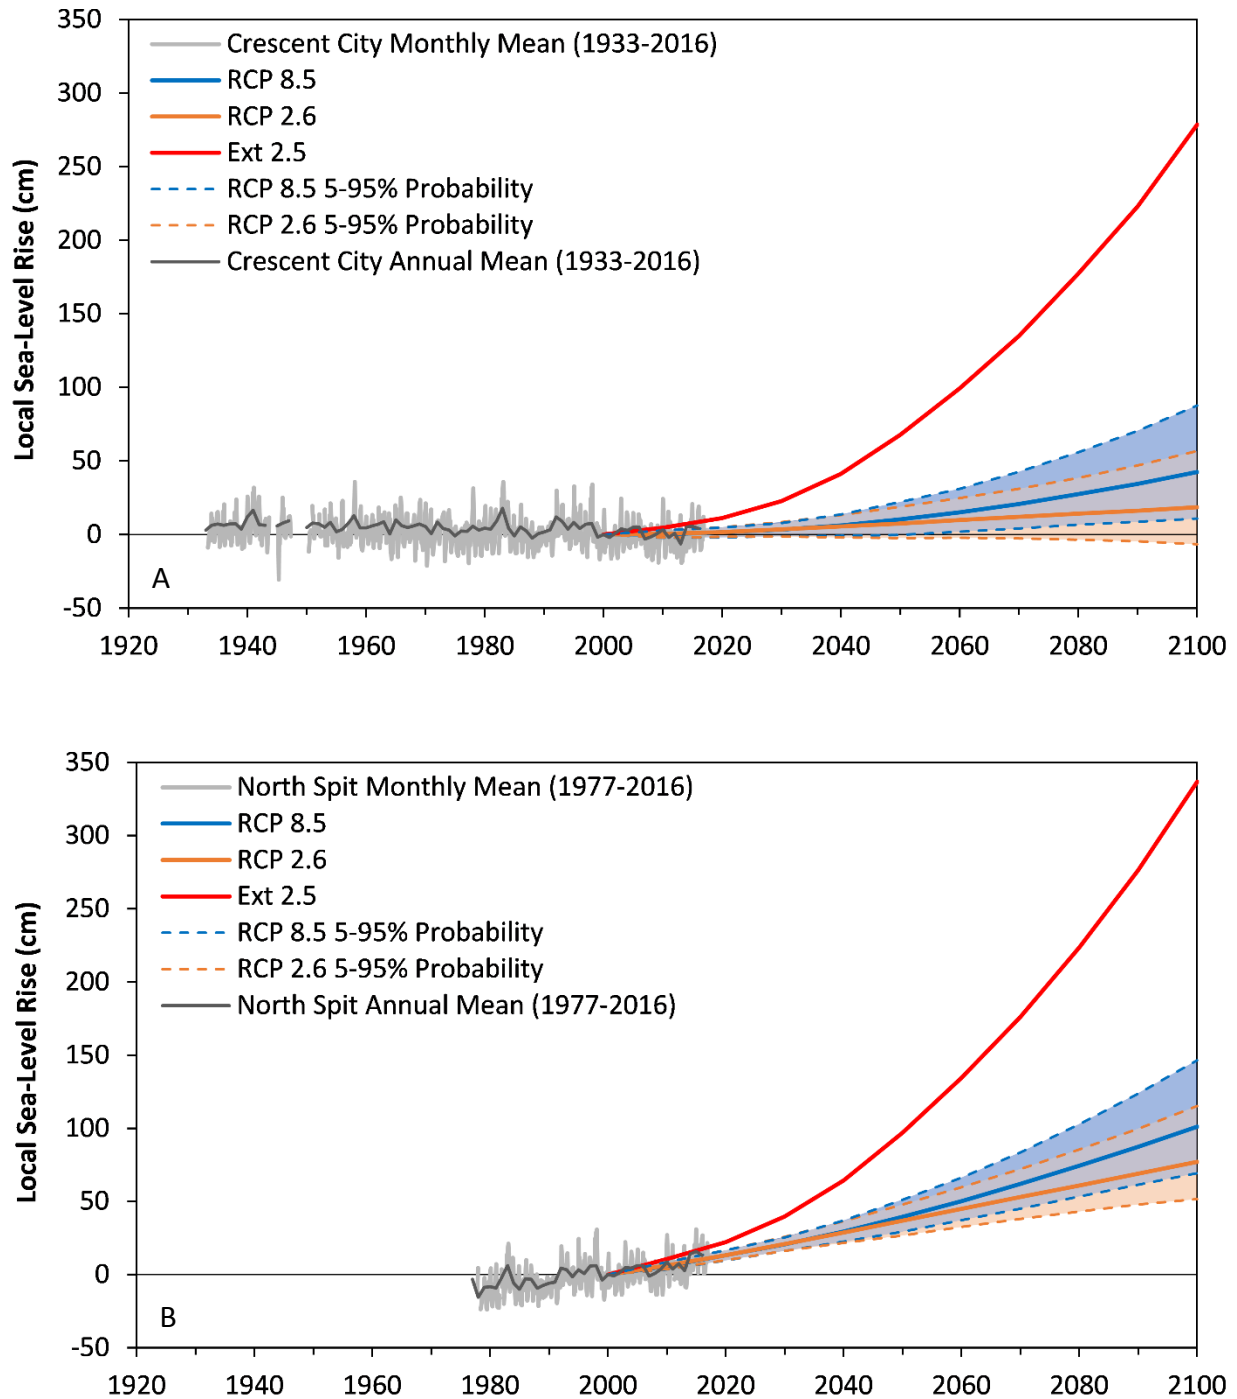 350
300
250
200
150
100
50
0
-50
Local Sea-Level Rise (cm)
Crescent City Monthly Mean (1933-2016)
RCP 8.5
RCP 2.6
Ext 2.5
RCP 8.5 5-95% Probability
RCP 2.6 5-95% Probability
Crescent City Annual Mean (1933-2016)
A
1920 1940 1960 1980 2000 2020 2040 2060 2080 2100
350
300
250
200
150
100
50
0
-50
Local Sea-Level Rise (cm)
North Spit Monthly Mean (1977-2016)
RCP 8.5
RCP 2.6
Ext 2.5
RCP 8.5 5-95% Probability
RCP 2.6 5-95% Probability
North Spit Annual Mean (1977-2016)
B
1920 1940 1960 1980 2000 2020 2040 2060 2080 2100